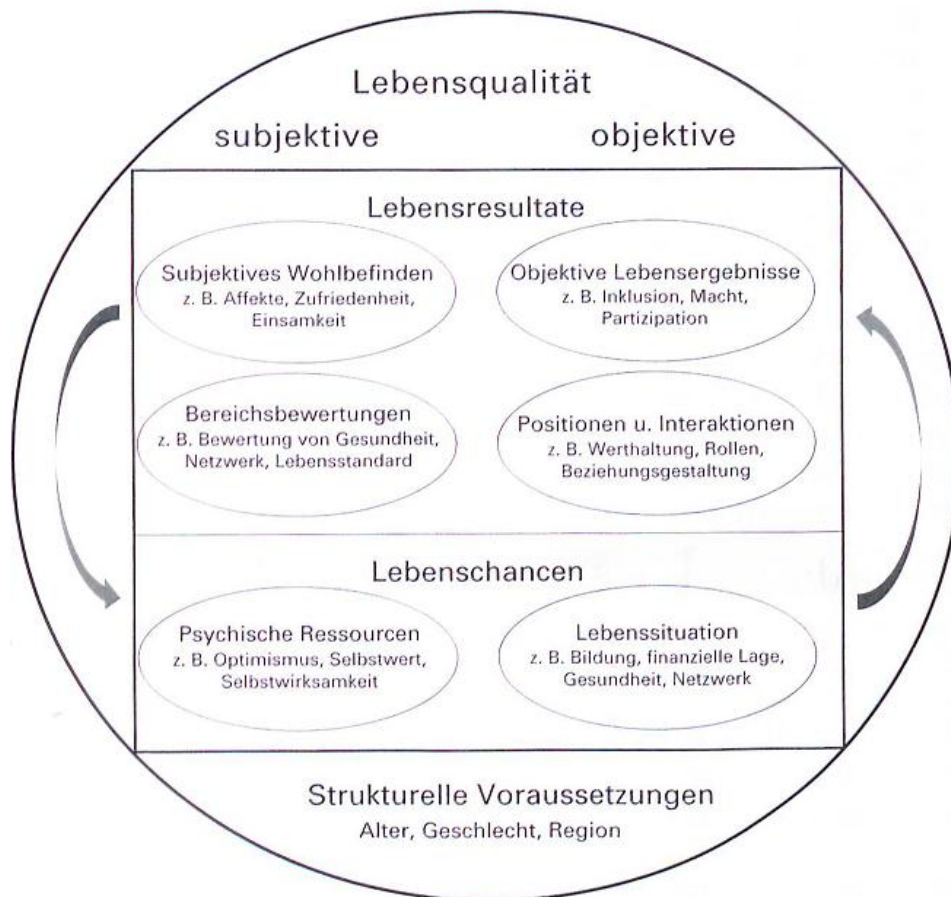 Lebensqualität
subjektive objektive
Lebensresultate
Subjektives Wohlbefinden
z. B. Affekte, Zufriedenheit,
Einsamkeit
Objektive Lebensergebnisse
z. B. Inklusion, Macht,
Partizipation
Bereichsbewertungen
z. B. Bewertung von Gesundheit,
Netzwerk, Lebensstandard
Positionen u. Interaktionen
z. B. Werthaltung, Rollen,
Beziehungsgestaltung
Lebenschancen
Psychische Ressourcen
z. B. Optimismus, Selbstwert,
Selbstwirksamkeit
Lebenssituation
z. B. Bildung, finanzielle Lage,
Gesundheit, Netzwerk
Strukturelle Voraussetzungen
Alter, Geschlecht, Region